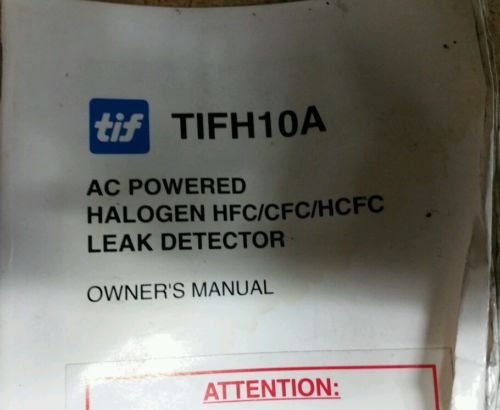 tif TIFH10A
AC POWERED
HALOGEN HFC/CFC/HCFC
LEAK DETECTOR
OWNER'S MANUAL
ATTENTION: